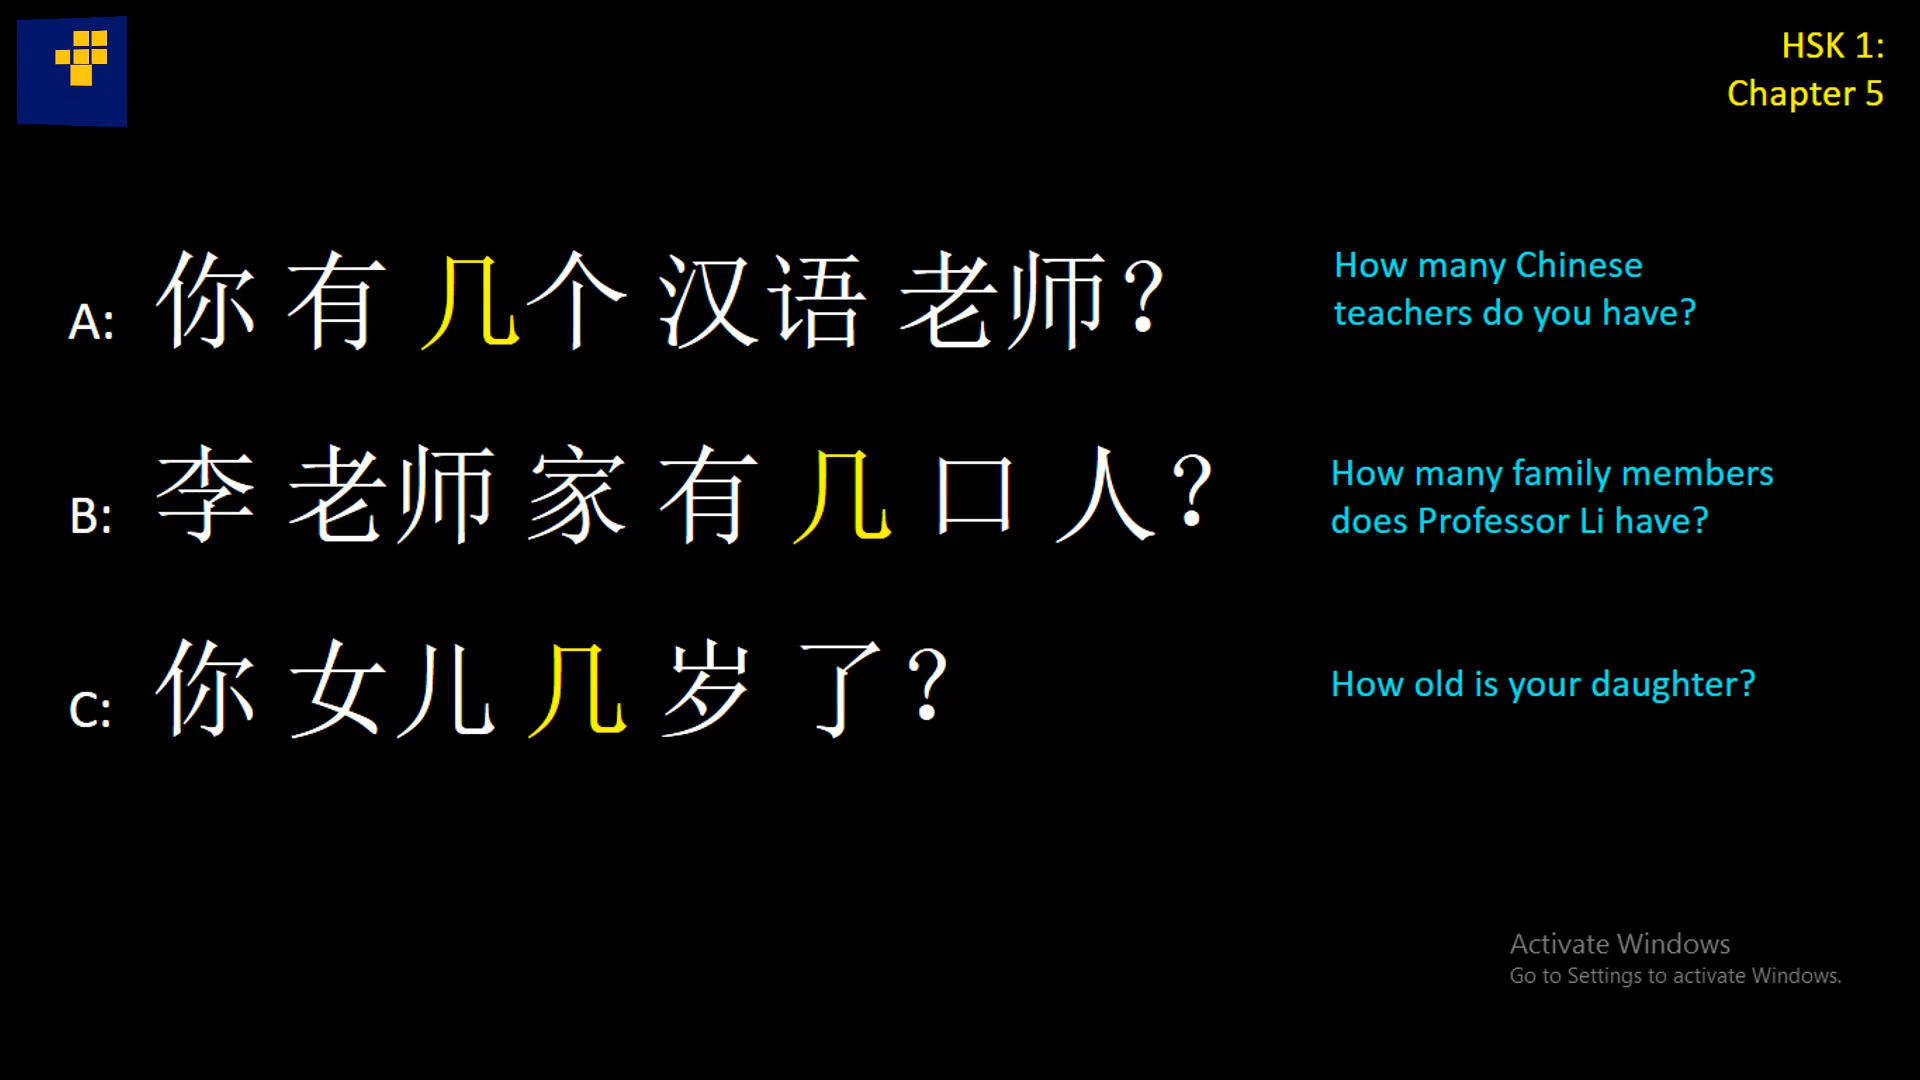 HSK 1:
Chapter 5
A: 你 有 几个 汉语 老师?
How many Chinese
teachers do you have?
B: 李 老师 家 有 几 口 人?
How many family members
does Professor Li have?
C: 你 女儿 几 岁 了?
How old is your daughter?
Activate Windows
Go to Settings to activate Windows.